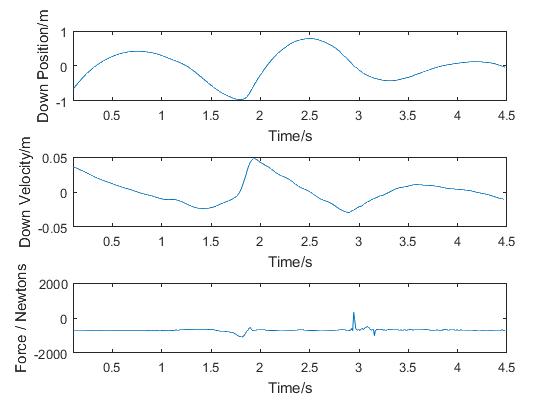 Down Position/m
1
0
-1
0.5 1 1.5 2 2.5 3 3.5 4 4.5
Time/s
Down Velocity/m
0.05
0
-0.05
0.5 1 1.5 2 2.5 3 3.5 4 4.5
Time/s
Force / Newtons
2000
0
-2000
0.5 1 1.5 2 2.5 3 3.5 4 4.5
Time/s